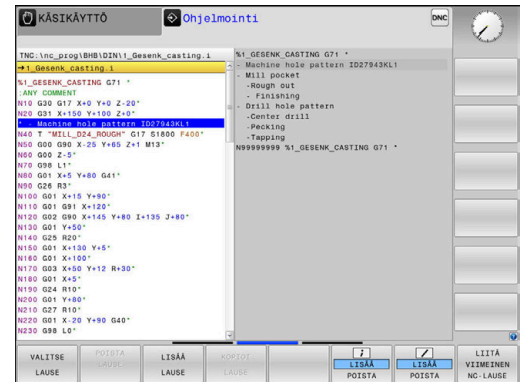 KÄSIKÄYTTÖ
Ohjelmointi
DNC
TNC:\nc_prog\BHB\DIN\1_Gesenk_casting.i
→1_Gesenk_casting.i
%1_GESENK_CASTING G71 *
;ANY COMMENT
N10 G30 G17 X+0 Y+0 Z-20*
N20 G31 X+150 Y+100 Z+0*
* - Machine hole pattern ID27943KL1
N40 T "MILL_D24_ROUGH" G17 S1800 F400*
N50 G00 G90 X-25 Y+65 Z+1 M13*
N60 G00 Z-5*
N70 G98 L1*
N80 G01 X+5 Y+80 G41*
N90 G26 R3*
N100 G01 X+15 Y+90*
N110 G01 G91 X+120*
N120 G02 G90 X+145 Y+80 I+135 J+80*
N130 G01 Y+50*
N140 G25 R20*
N150 G01 X+130 Y+5*
N160 G01 X+100*
N170 G03 X+50 Y+12 R+30*
N180 G01 X+5*
N190 G24 R10*
N200 G01 Y+80*
N210 G27 R10*
N220 G01 X-20 Y+90 G40*
N230 G98 L0*
%1_GESENK_CASTING G71 *
- Machine hole pattern ID27943KL1
- Mill pocket
-Rough out
- Finishing
- Drill hole pattern
-Center drill
-Pecking
-Tapping
N99999999 %1_GESENK_CASTING G71 *
VALITSE
LAUSE
POISTA
LAUSE
LISÄÄ
LAUSE
KOPIOI
LAUSE
LISÄÄ
POISTA
LISÄÄ
POISTA
LIITÄ
VIIMEINEN
NC-LAUSE